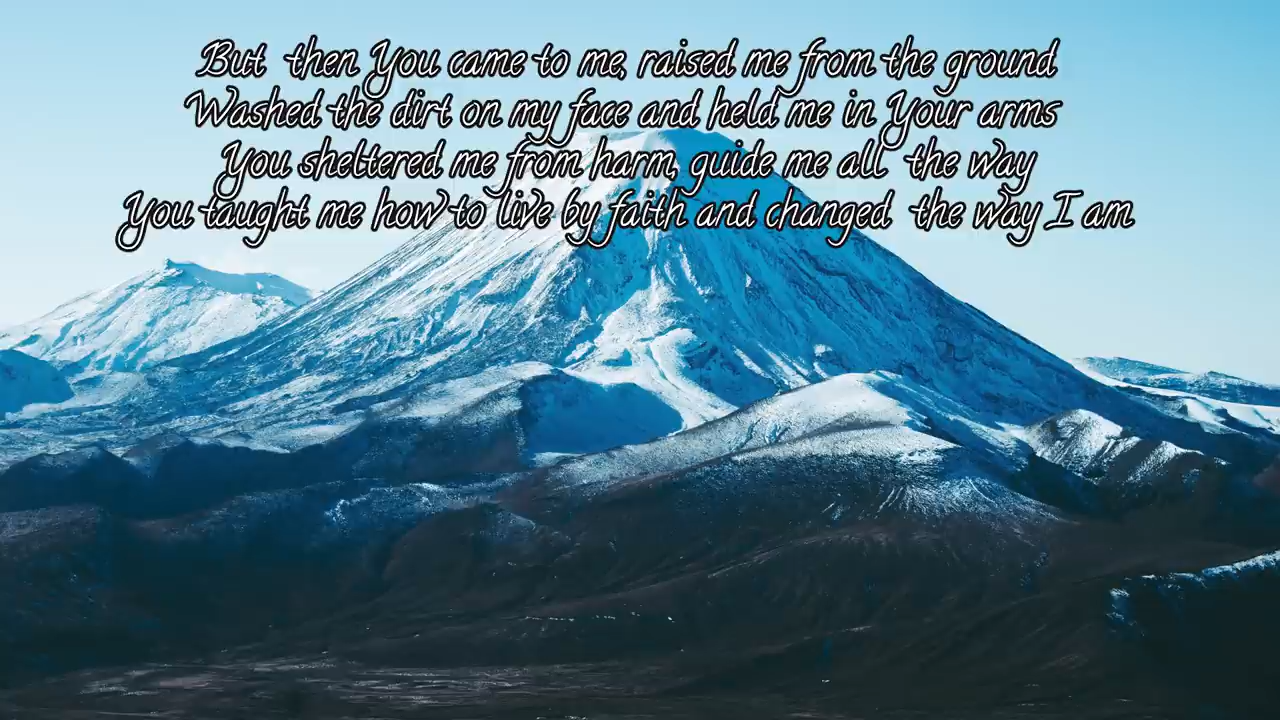 But then You came to me, raised me from the ground
Washed the dirt on my face and held me in Your arms
You sheltered me from harm, guide me all the way
You taught me how to live by faith and changed the way I am